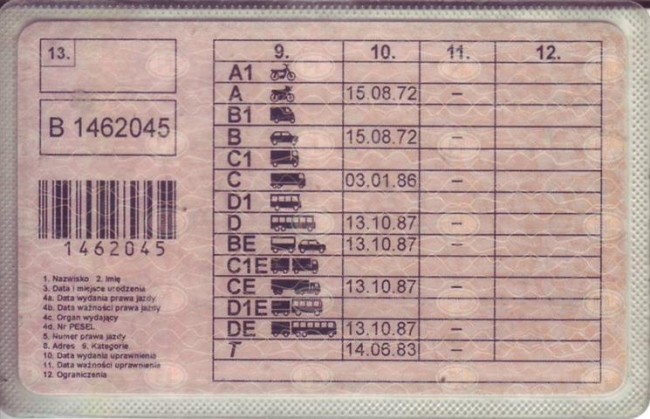 13.
B 1462045
1462045
1. Nazwisko 2. Imię
3. Data i miejsce urodzenia
4a. Data wydania prawa jazdy
4b. Data ważności prawa jazdy
4c. Organ wydający
4d. Nr PESEL
5. Numer prawa jazdy
8. Adres 9. Kategorie
10. Data wydania uprawnienia
11. Data ważności uprawnienia
12. Ograniczenia
9. 10. 11. 12.
A1
A 15.08.72 –
B1
B 15.08.72 –
C1
C 03.01.86 –
D1
D 13.10.87 –
BE 13.10.87 –
C1E
CE 13.10.87 –
D1E
DE 13.10.87 –
T 14.06.83 –